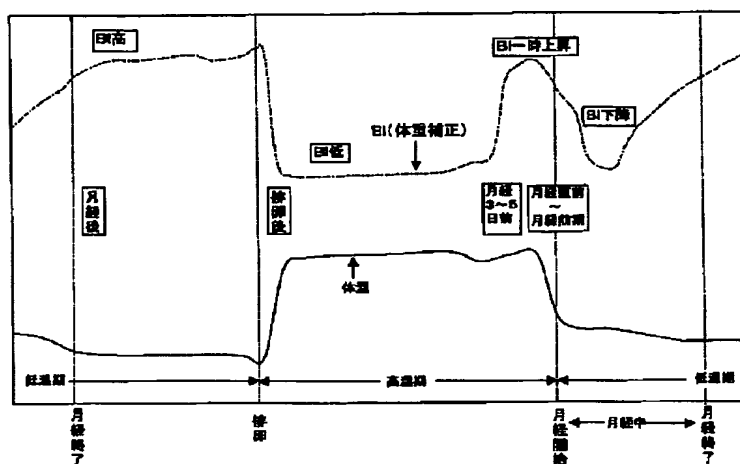 BI高
BI一時上昇
BI下降
BI(体重補正)
BI低
月経後
排卵後
月経3〜5日前
月経直前〜月経前期
体重
低温期
高温期
低温期
月経終了
排卵
月経開始
月経中
月経終了